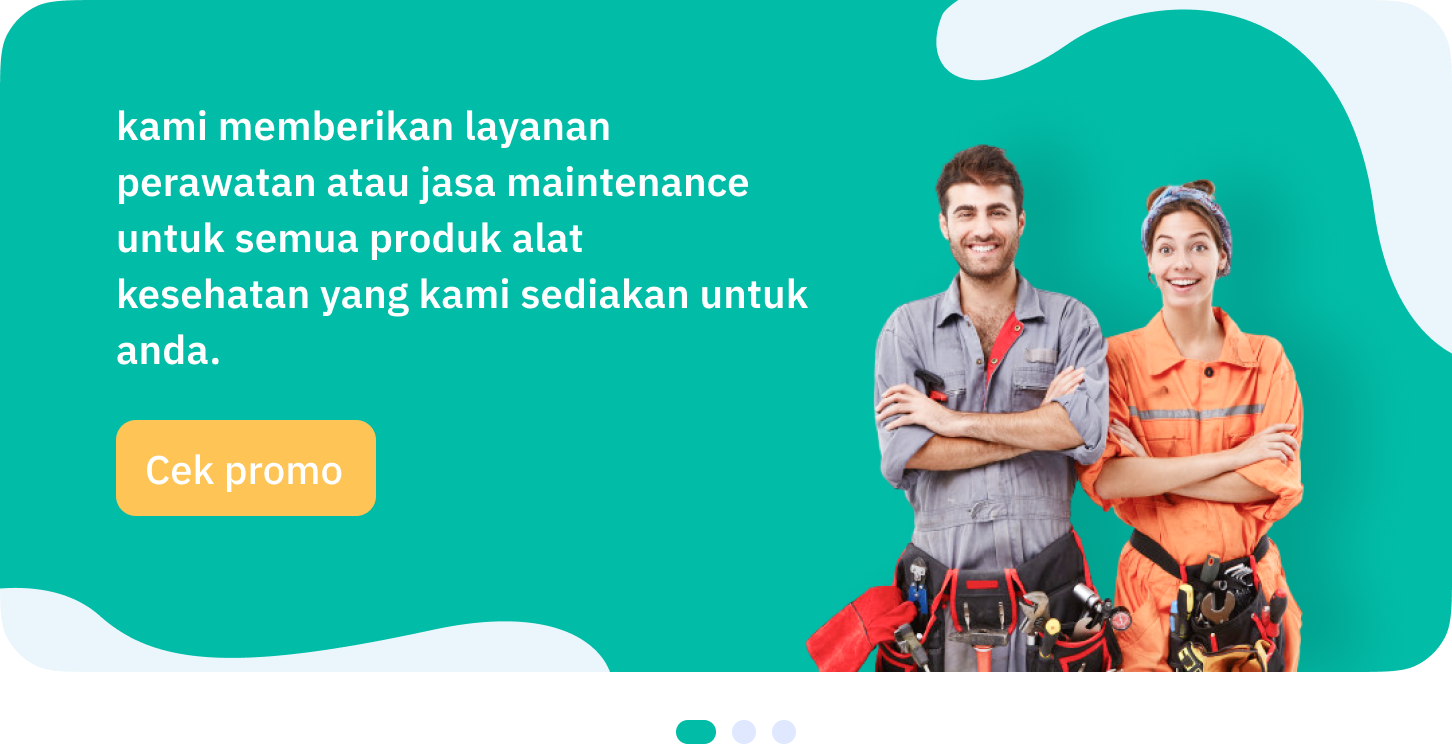 kami memberikan layanan
perawatan atau jasa maintenance
untuk semua produk alat
kesehatan yang kami sediakan untuk
anda.
Cek promo